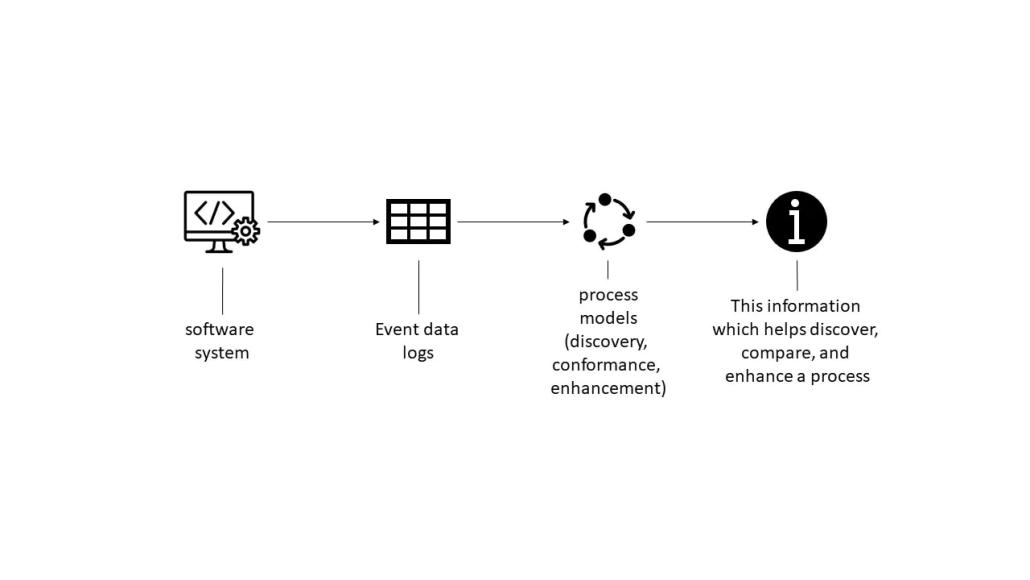 software
system
Event data
logs
process
models
(discovery,
conformance,
enhancement)
This information
which helps discover,
compare, and
enhance a process